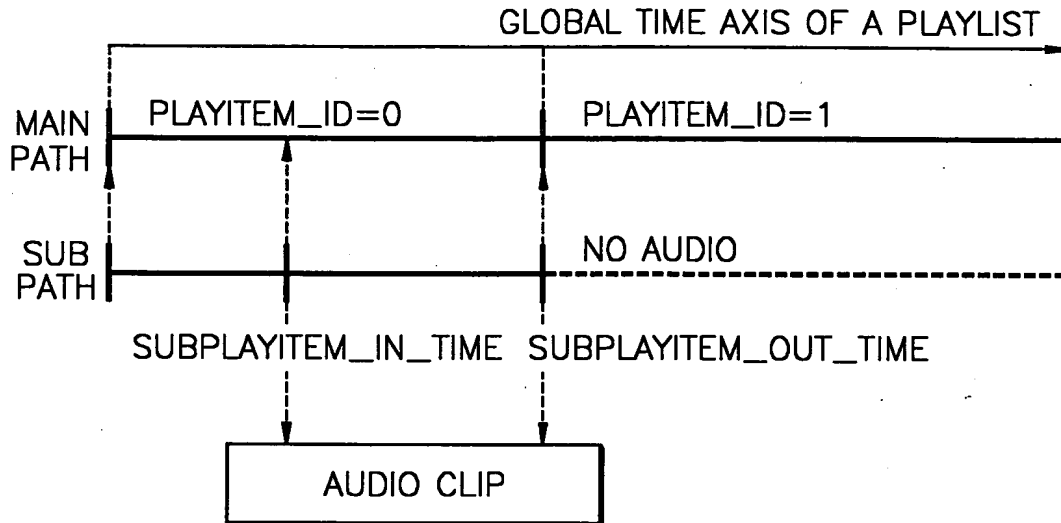 GLOBAL TIME AXIS OF A PLAYLIST
MAIN
PATH
PLAYITEM_ID=0
PLAYITEM_ID=1
SUB
PATH
NO AUDIO
SUBPLAYITEM_IN_TIME
SUBPLAYITEM_OUT_TIME
AUDIO CLIP